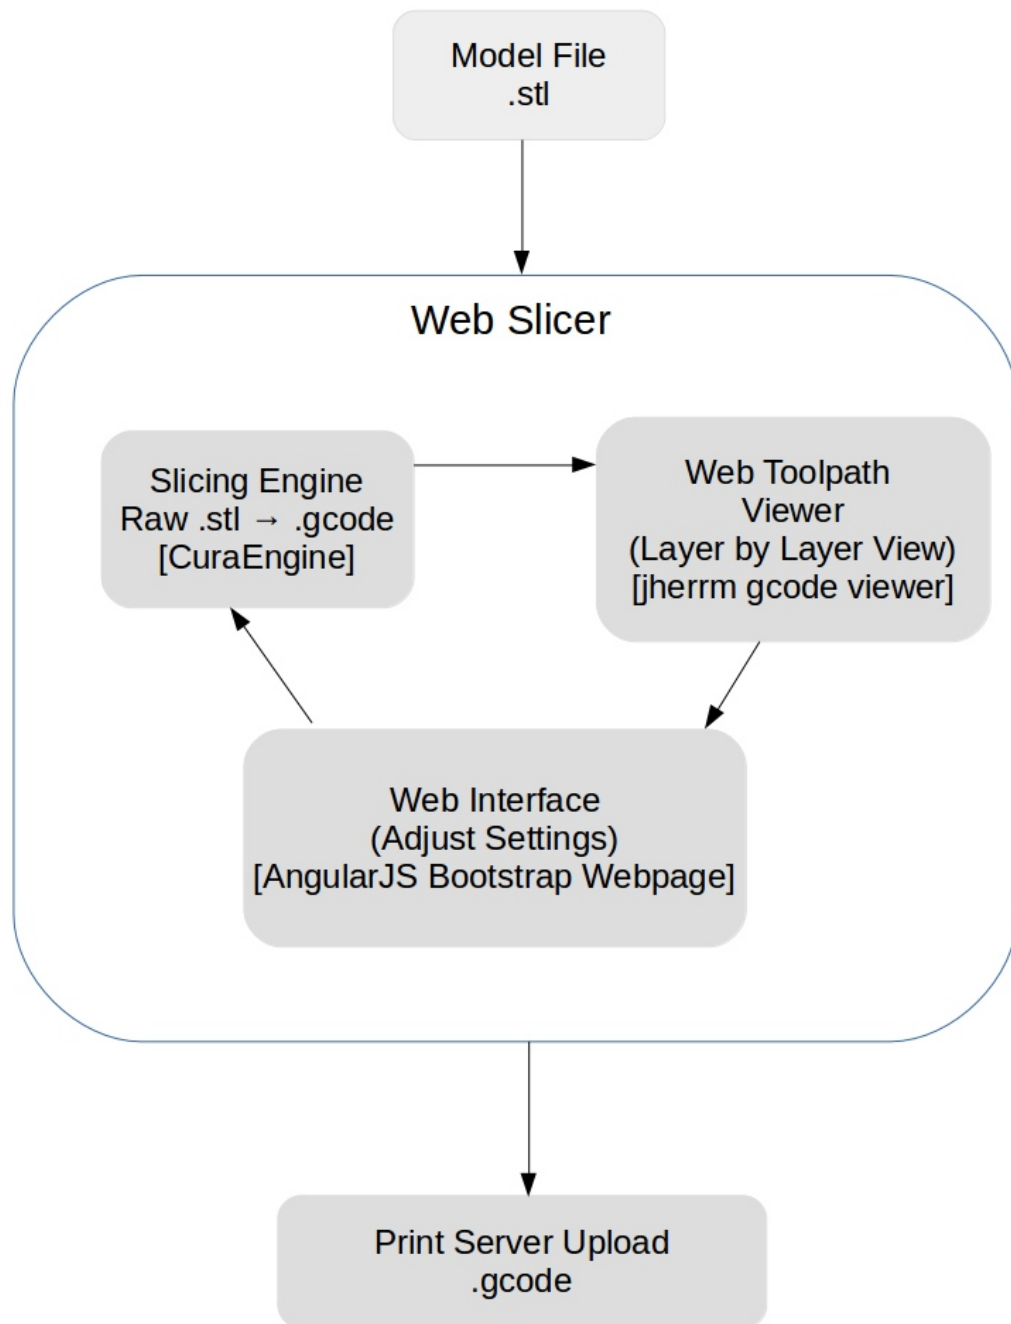 Model File
.stl
Web Slicer
Slicing Engine
Raw .stl → .gcode
[CuraEngine]
Web Toolpath
Viewer
(Layer by Layer View)
[jherrm gcode viewer]
Web Interface
(Adjust Settings)
[AngularJS Bootstrap Webpage]
Print Server Upload
.gcode